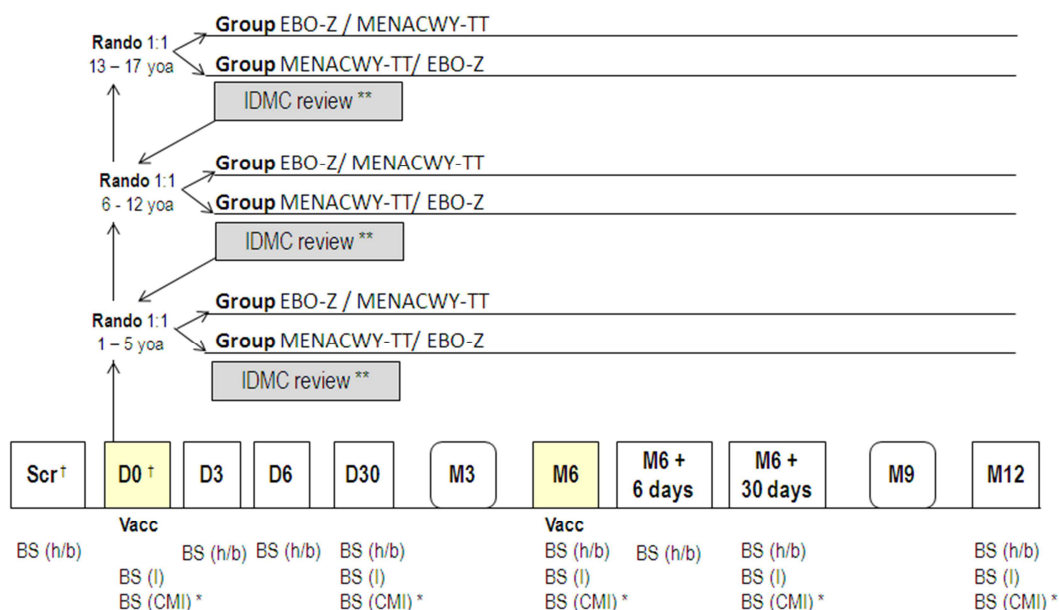 Group EBO-Z / MENACWY-TT
Rando 1:1
13 – 17 yoa
Group MENACWY-TT/ EBO-Z
IDMC review **
Group EBO-Z/ MENACWY-TT
Rando 1:1
6 - 12 yoa
Group MENACWY-TT/ EBO-Z
IDMC review **
Group EBO-Z / MENACWY-TT
Rando 1:1
1 – 5 yoa
Group MENACWY-TT/ EBO-Z
IDMC review **
Scr† D0 † D3 D6 D30 M3 M6 M6 + 6 days M6 + 30 days M9 M12
Vacc Vacc
BS (h/b) BS (h/b) BS (h/b) BS (h/b) BS (h/b) BS (h/b) BS (h/b) BS (h/b)
BS (I) BS (I) BS (I) BS (I) BS (I)
BS (CMI) * BS (CMI) * BS (CMI) * BS (CMI) * BS (CMI) *